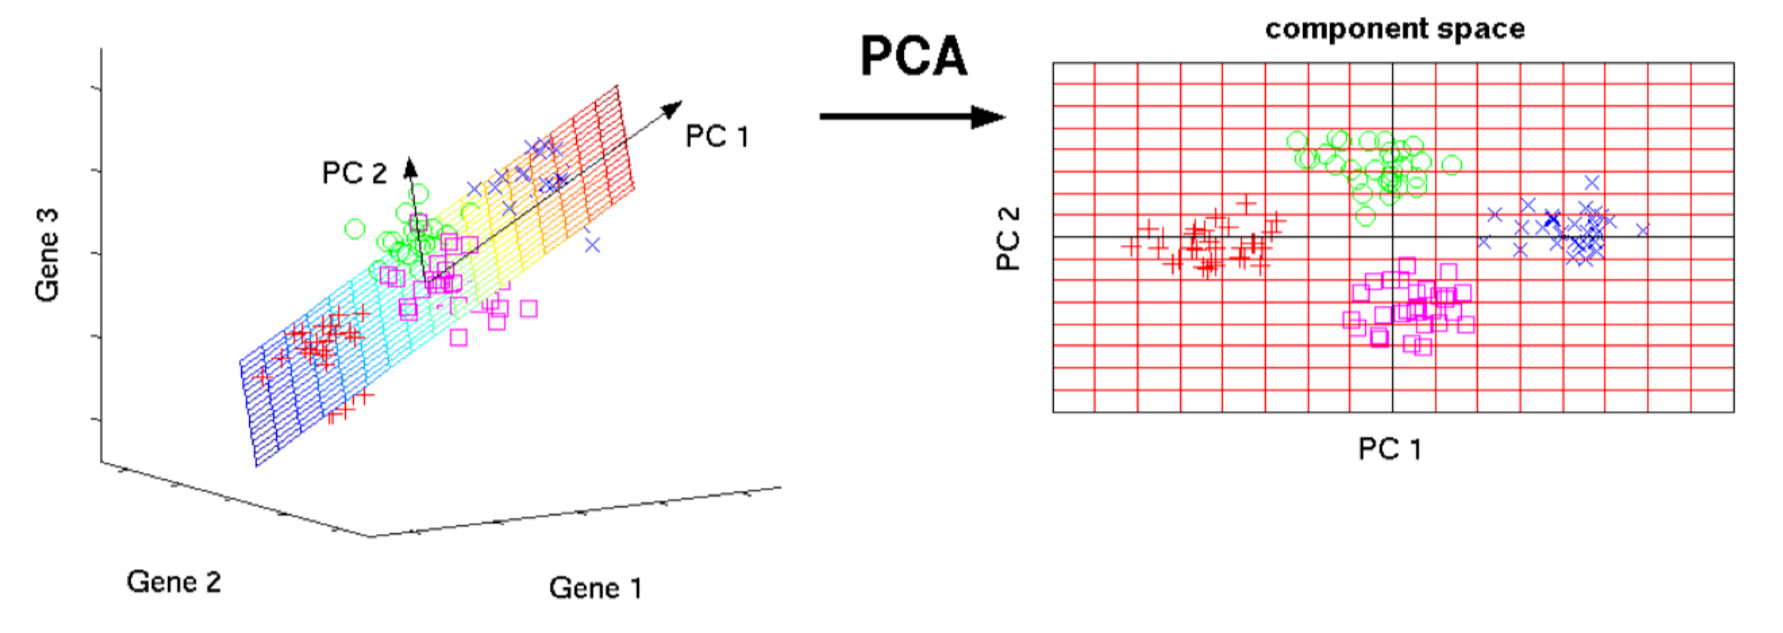 PC 1
PC 2
Gene 3
Gene 2
Gene 1
PCA
component space
PC 2
PC 1